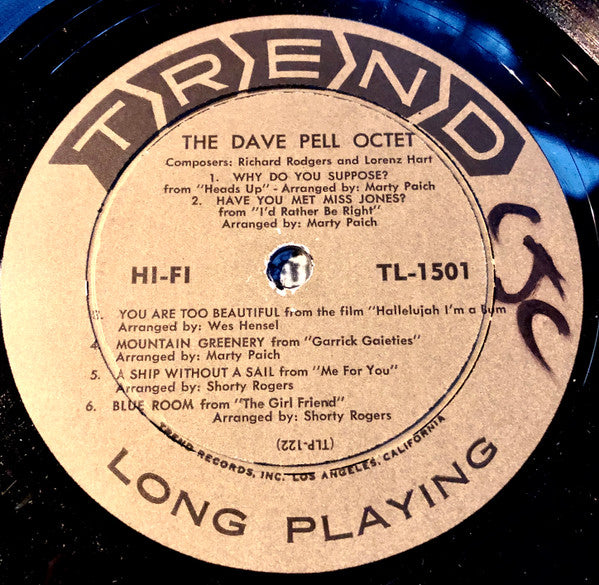 TREND
THE DAVE PELL OCTET
Composers: Richard Rodgers and Lorenz Hart
1. WHY DO YOU SUPPOSE?
from "Heads Up" - Arranged by: Marty Paich
2. HAVE YOU MET MISS JONES?
from "I'd Rather Be Right"
Arranged by: Marty Paich
HI-FI TL-1501
3. YOU ARE TOO BEAUTIFUL from the film "Hallelujah I'm a Bum
Arranged by: Wes Hensel
4. MOUNTAIN GREENERY from "Garrick Gaieties"
Arranged by: Marty Paich
5. A SHIP WITHOUT A SAIL from "Me For You"
Arranged by: Shorty Rogers
6. BLUE ROOM from "The Girl Friend"
Arranged by: Shorty Rogers
(TLP-122)
TREND RECORDS, INC. LOS ANGELES, CALIFORNIA
LONG PLAYING